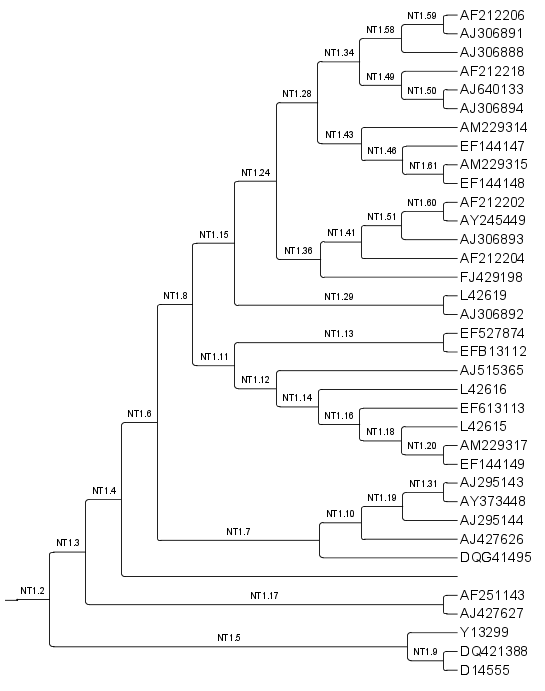 NT1.59 AF212206
NT1.58 AJ306891
NT1.34 AJ306888
NT1.49 AF212218
NT1.28 NT1.50 AJ640133
AJ306894
NT1.43 AM229314
NT1.46 EF144147
NT1.24 NT1.61 AM229315
EF144148
NT1.60 AF212202
NT1.51 AY245449
NT1.15 NT1.41 AJ306893
NT1.36 AF212204
FJ429198
NT1.8 NT1.29 L42619
AJ306892
NT1.13 EF527874
NT1.11 EFB13112
NT1.12 AJ515365
NT1.14 L42616
NT1.6 NT1.16 EF613113
NT1.18 L42615
NT1.20 AM229317
EF144149
NT1.4 NT1.31 AJ295143
NT1.19 AY373448
NT1.10 AJ295144
NT1.3 NT1.7 AJ427626
DQG41495
NT1.2 NT1.17 AF251143
AJ427627
NT1.5 Y13299
NT1.9 DQ421388
D14555